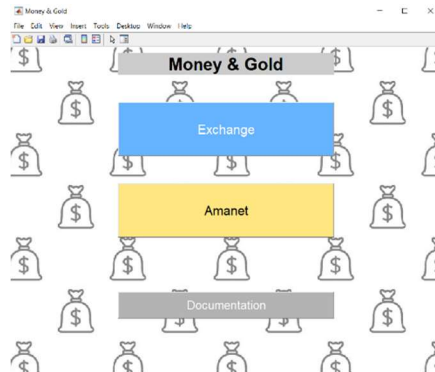 Money & Gold
File Edit View Insert Tools Desktop Window Help
Money & Gold
Exchange
Amanet
Documentation